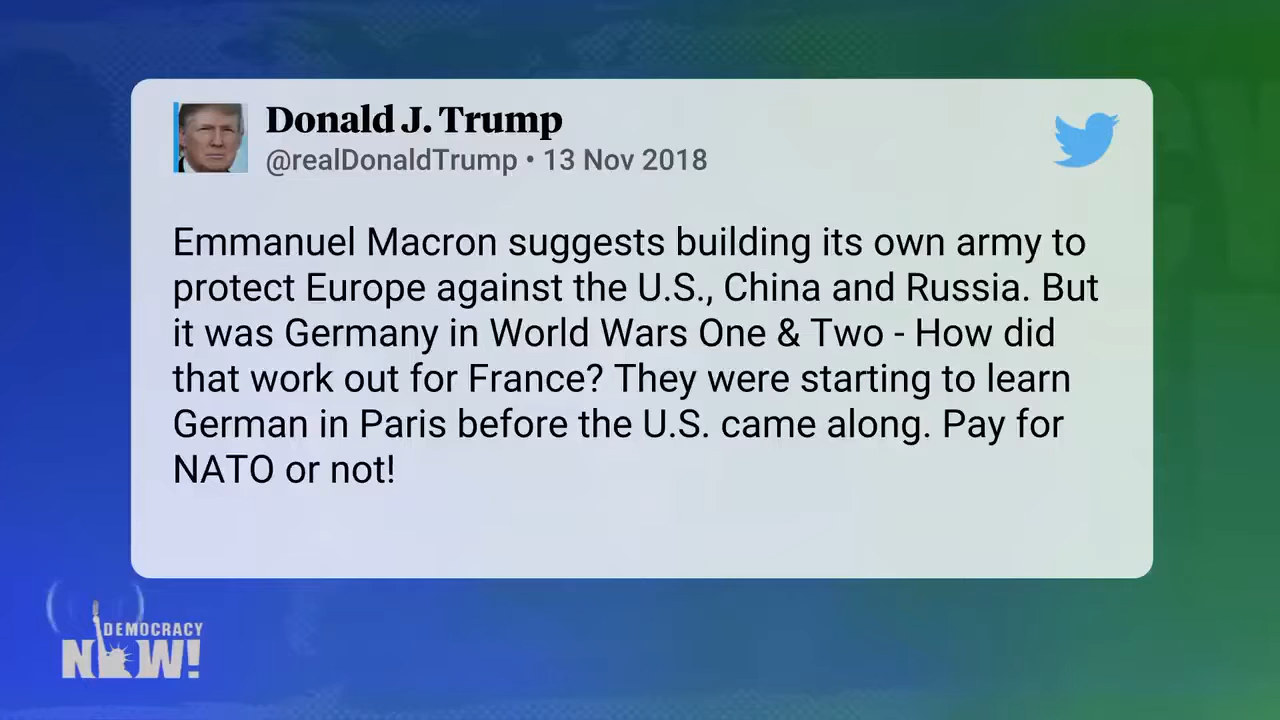 Donald J. Trump
@realDonaldTrump • 13 Nov 2018
Emmanuel Macron suggests building its own army to
protect Europe against the U.S., China and Russia. But
it was Germany in World Wars One & Two - How did
that work out for France? They were starting to learn
German in Paris before the U.S. came along. Pay for
NATO or not!
DEMOCRACY
NOW!